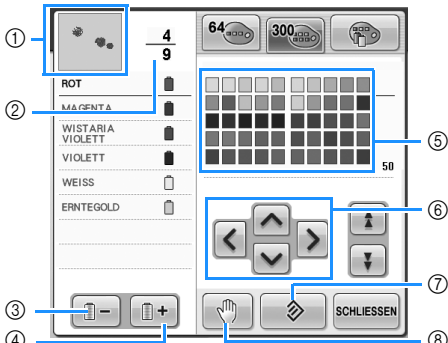 ①
4
9
②
64
300
ROT
MAGENTA
WISTARIA
VIOLETT
VIOLETT
WEISS
ERNTEGOLD
⑤
50
⑥
③
④
⑦
SCHLIESSEN
⑧